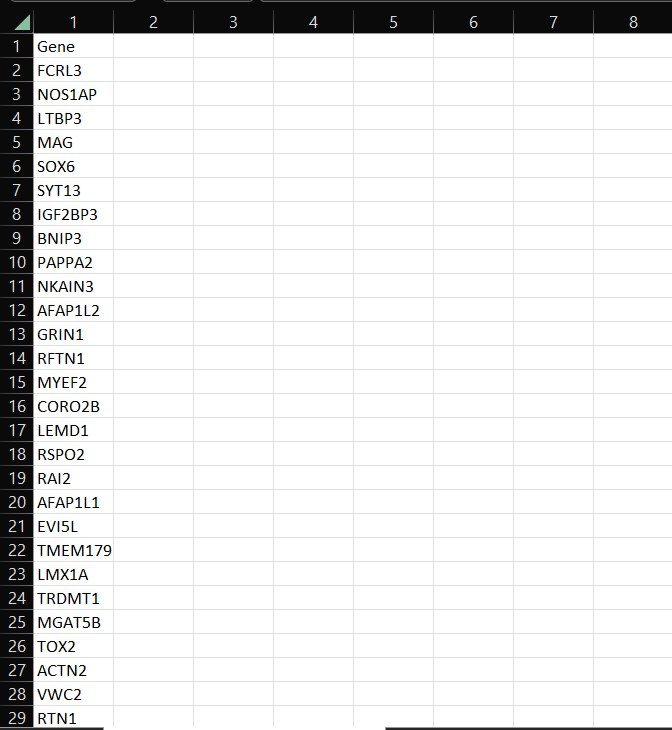 1 2 3 4 5 6 7 8
1 Gene
2 FCRL3
3 NOS1AP
4 LTBP3
5 MAG
6 SOX6
7 SYT13
8 IGF2BP3
9 BNIP3
10 PAPPA2
11 NKAIN3
12 AFAP1L2
13 GRIN1
14 RFTN1
15 MYEF2
16 CORO2B
17 LEMD1
18 RSPO2
19 RAI2
20 AFAP1L1
21 EVI5L
22 TMEM179
23 LMX1A
24 TRDMT1
25 MGAT5B
26 TOX2
27 ACTN2
28 VWC2
29 RTN1